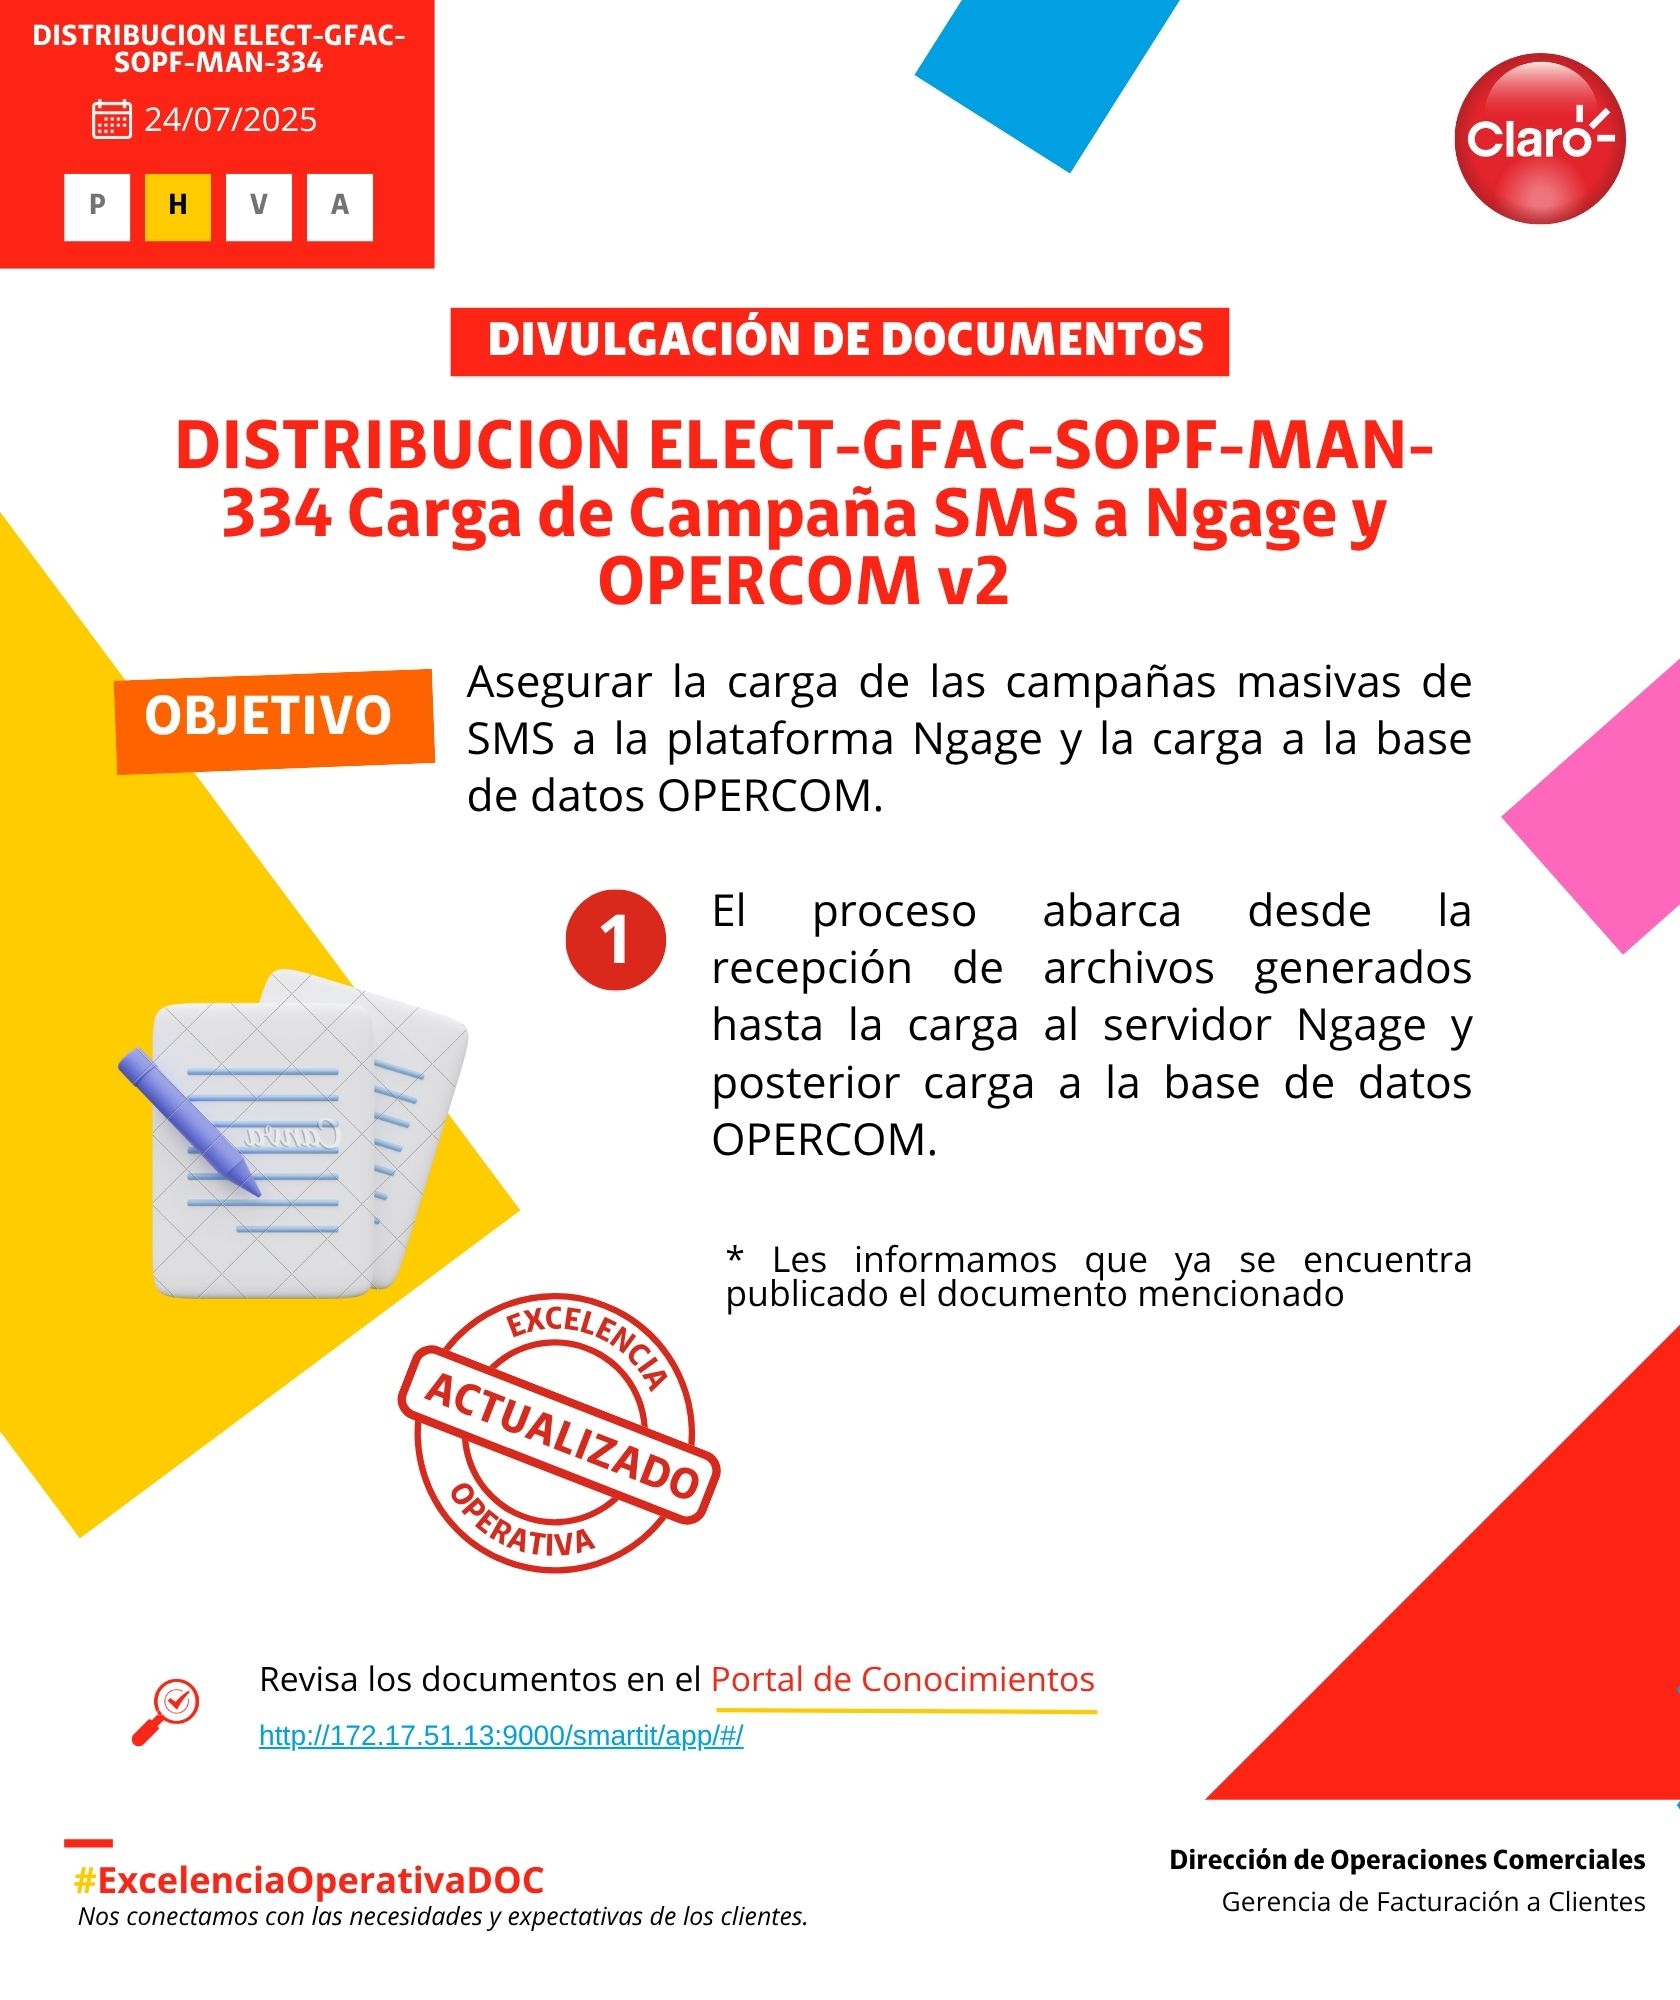 DISTRIBUCION ELECT-GFAC-
SOPF-MAN-334
24/07/2025
P H V A
Claro
DIVULGACIÓN DE DOCUMENTOS
DISTRIBUCION ELECT-GFAC-SOPF-MAN-
334 Carga de Campaña SMS a Ngage y
OPERCOM v2
OBJETIVO
Asegurar la carga de las campañas masivas de
SMS a la plataforma Ngage y la carga a la base
de datos OPERCOM.
1
El proceso abarca desde la
recepción de archivos generados
hasta la carga al servidor Ngage y
posterior carga a la base de datos
OPERCOM.
Canva
* Les informamos que ya se encuentra
publicado el documento mencionado
EXCELENCIA
ACTUALIZADO
OPERATIVA
Revisa los documentos en el Portal de Conocimientos
http://172.17.51.13:9000/smartit/app/#/
#ExcelenciaOperativaDOC
Nos conectamos con las necesidades y expectativas de los clientes.
Dirección de Operaciones Comerciales
Gerencia de Facturación a Clientes